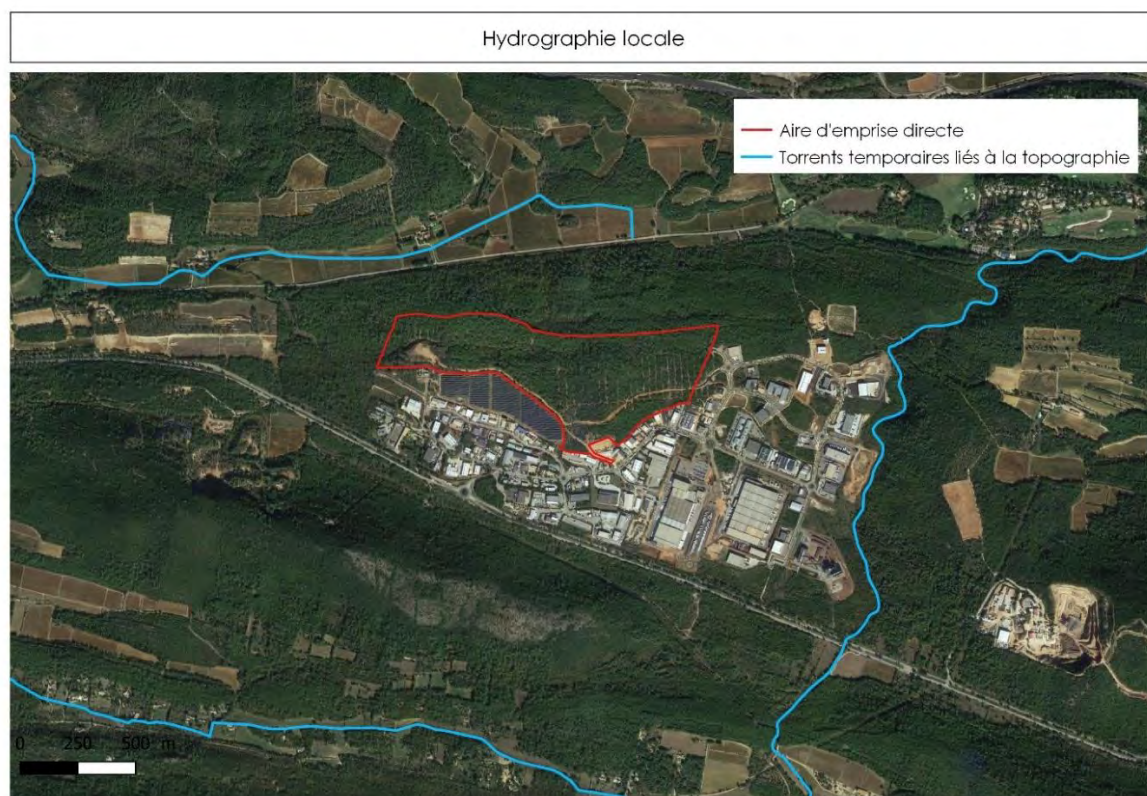 Hydrographie locale
Aire d'emprise directe
Torrents temporaires liés à la topographie
0 250 500 m